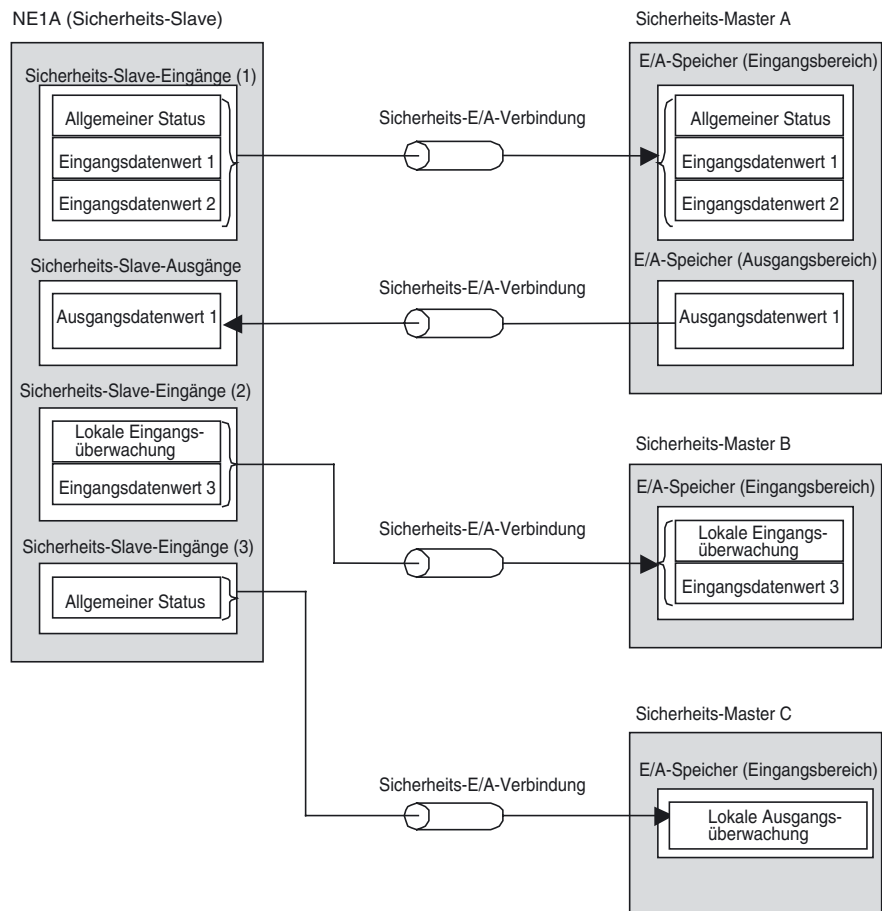 NE1A (Sicherheits-Slave)
Sicherheits-Slave-Eingänge (1)
Allgemeiner Status
Eingangsdatenwert 1
Eingangsdatenwert 2
Sicherheits-Slave-Ausgänge
Ausgangsdatenwert 1
Sicherheits-Slave-Eingänge (2)
Lokale Eingangs-
überwachung
Eingangsdatenwert 3
Sicherheits-Slave-Eingänge (3)
Allgemeiner Status
Sicherheits-E/A-Verbindung
Sicherheits-E/A-Verbindung
Sicherheits-E/A-Verbindung
Sicherheits-E/A-Verbindung
Sicherheits-Master A
E/A-Speicher (Eingangsbereich)
Allgemeiner Status
Eingangsdatenwert 1
Eingangsdatenwert 2
E/A-Speicher (Ausgangsbereich)
Ausgangsdatenwert 1
Sicherheits-Master B
E/A-Speicher (Eingangsbereich)
Lokale Eingangs-
überwachung
Eingangsdatenwert 3
Sicherheits-Master C
E/A-Speicher (Eingangsbereich)
Lokale Ausgangs-
überwachung